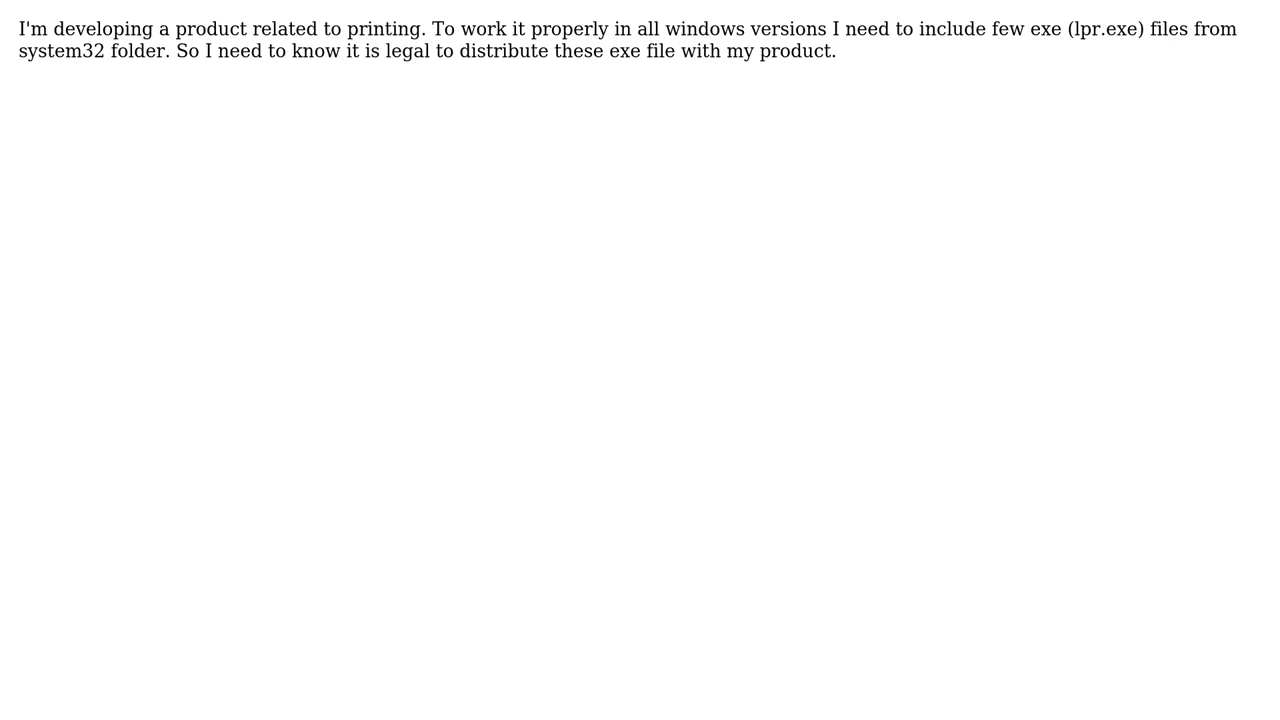 I'm developing a product related to printing. To work it properly in all windows versions I need to include few exe (lpr.exe) files from
system32 folder. So I need to know it is legal to distribute these exe file with my product.